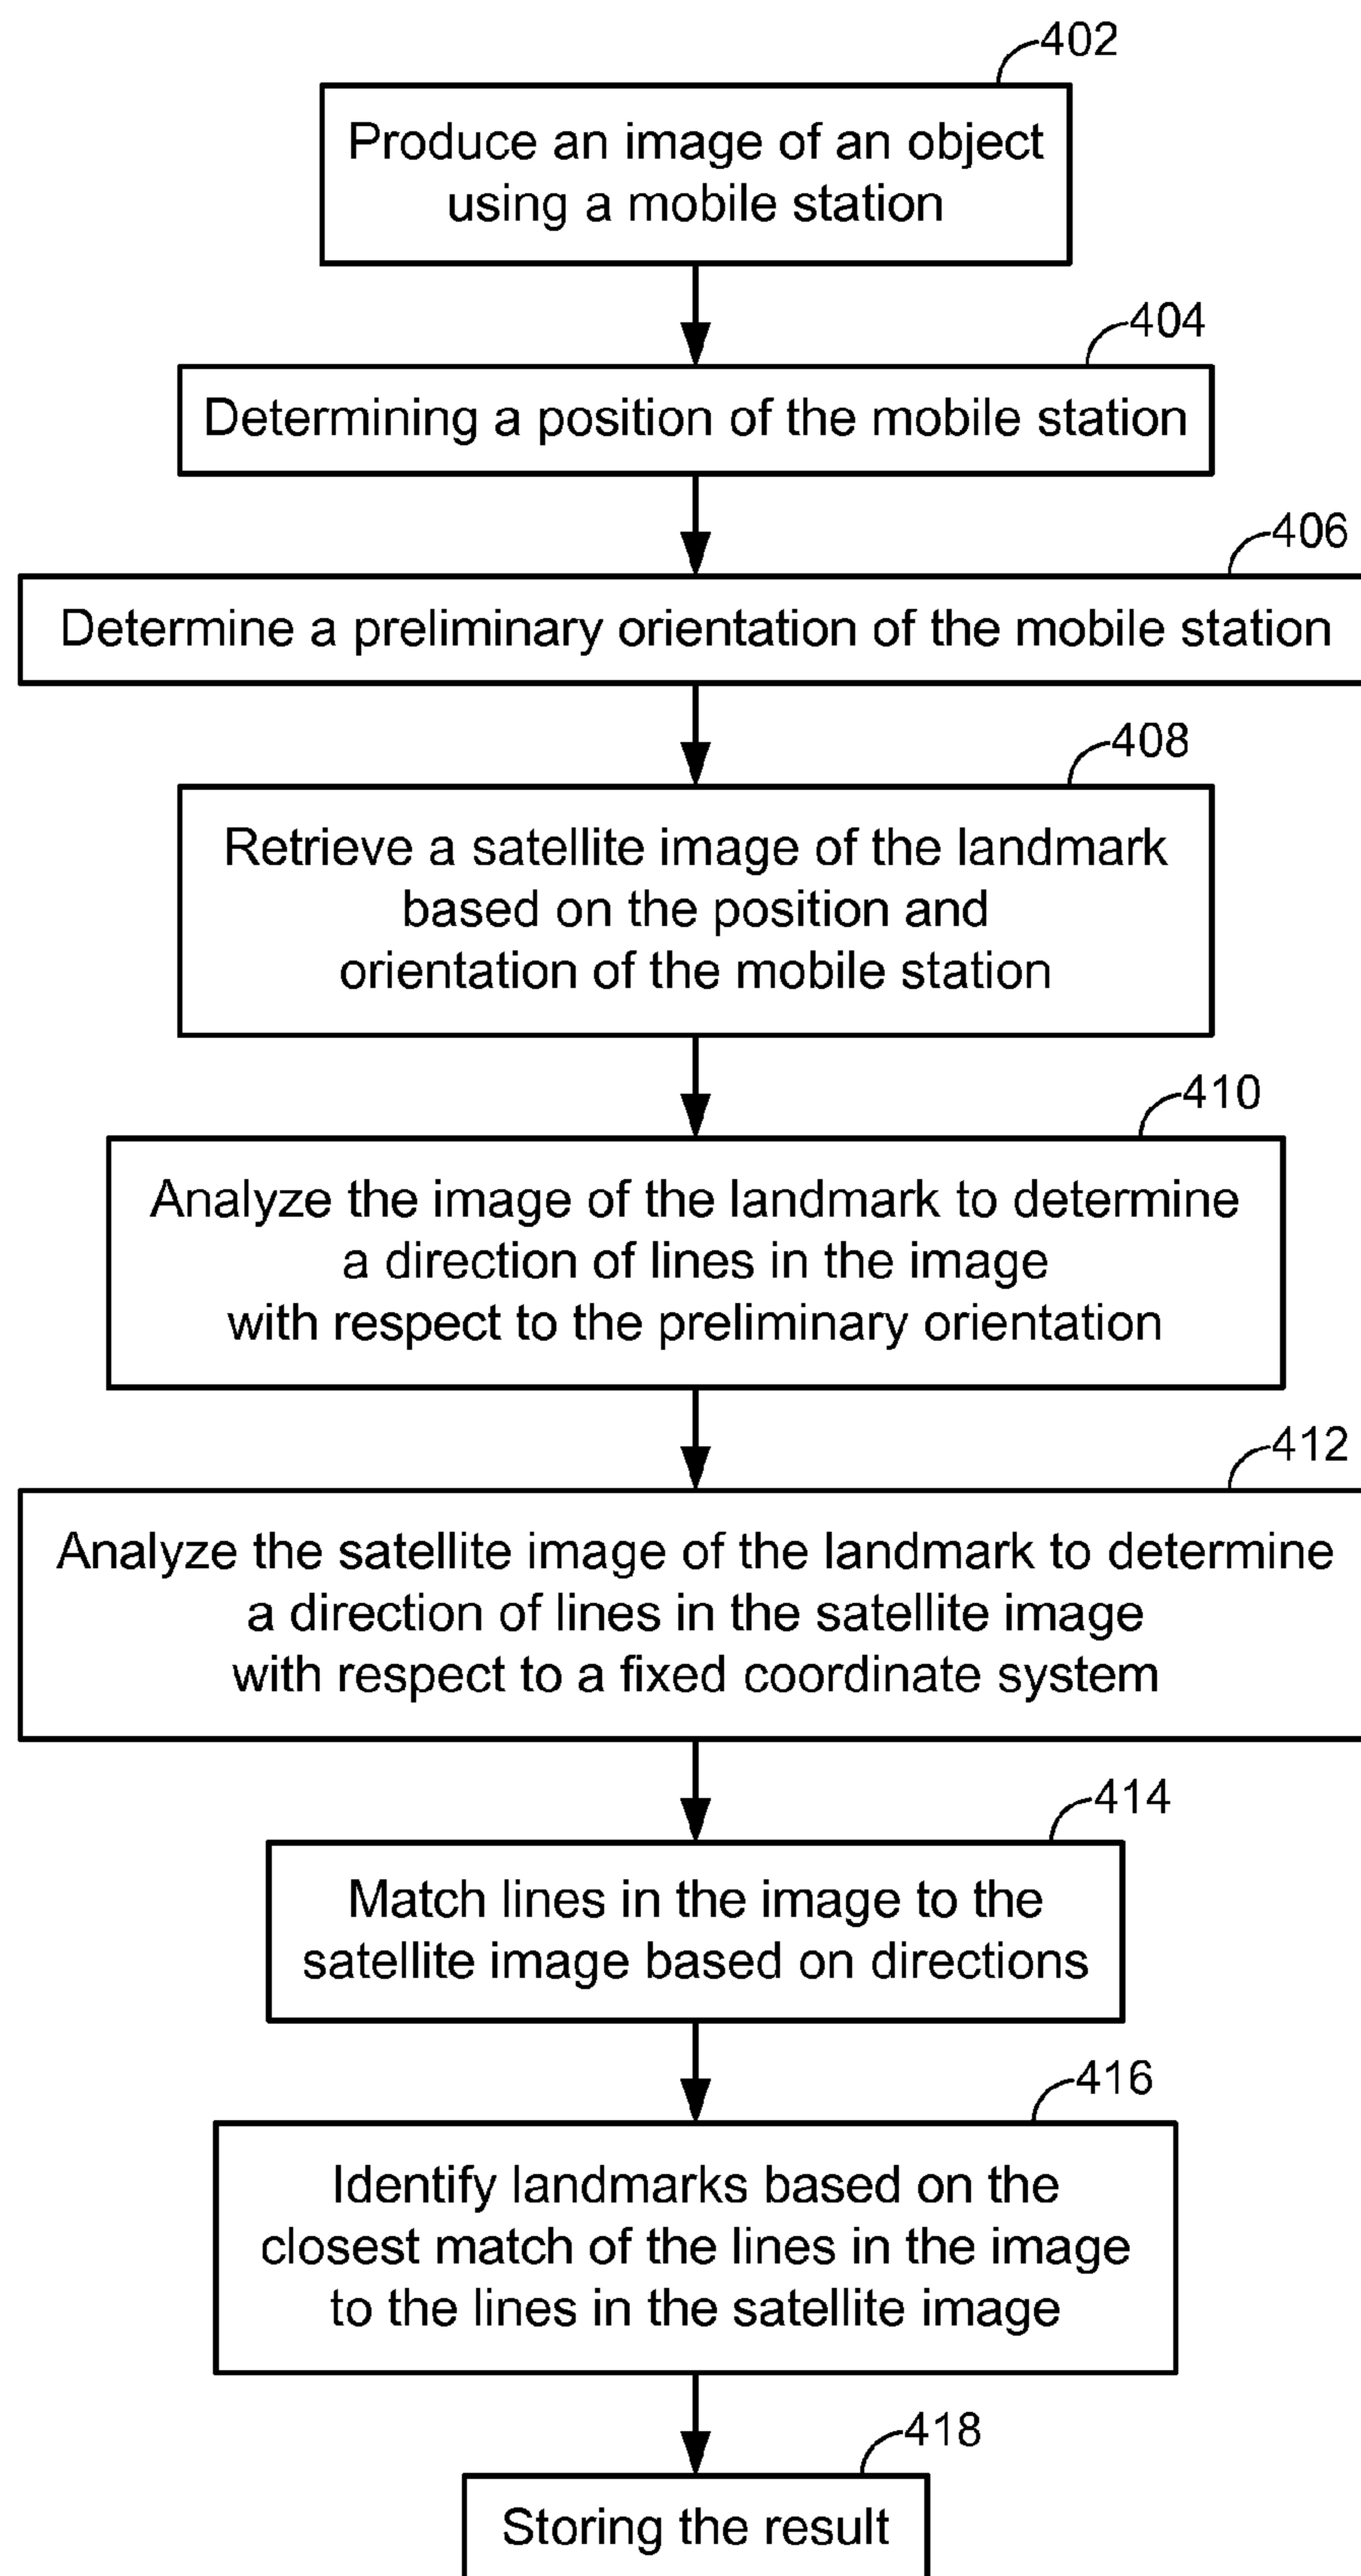 402
Produce an image of an object
using a mobile station
404
Determining a position of the mobile station
406
Determine a preliminary orientation of the mobile station
408
Retrieve a satellite image of the landmark
based on the position and
orientation of the mobile station
410
Analyze the image of the landmark to determine
a direction of lines in the image
with respect to the preliminary orientation
412
Analyze the satellite image of the landmark to determine
a direction of lines in the satellite image
with respect to a fixed coordinate system
414
Match lines in the image to the
satellite image based on directions
416
Identify landmarks based on the
closest match of the lines in the image
to the lines in the satellite image
418
Storing the result